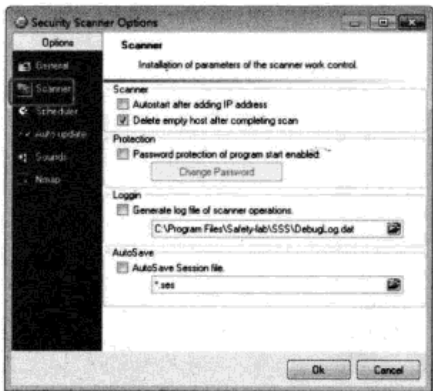 Security Scanner Options
Options
General
Scanner
Scheduler
Auto update
Sounds
Nmap
Scanner
Installation of parameters of the scanner work control.
Scanner
Autostart after adding IP address
Delete empty host after completing scan
Protection
Password protection of program start enabled
Change Password
Loggin
Generate log file of scanner operations.
C:\Program Files\Safety-lab\SSS\DebugLog.dat
AutoSave
AutoSave Session file.
*.ses
Ok
Cancel